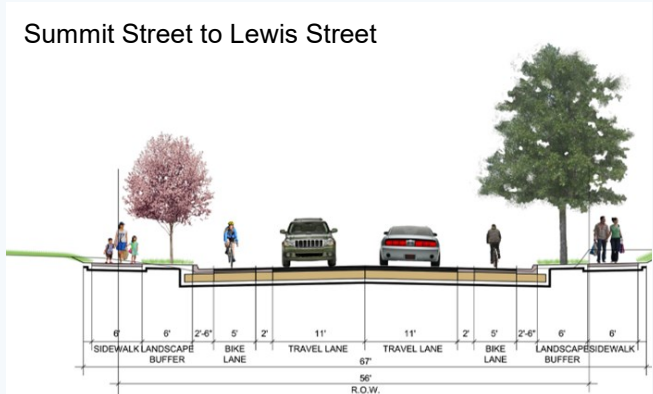 Summit Street to Lewis Street
6' 6' 2'-6" 5' 2' 11' 11' 2' 5' 2'-6" 6' 6'
SIDEWALK LANDSCAPE BUFFER BIKE LANE TRAVEL LANE TRAVEL LANE BIKE LANE LANDSCAPE BUFFER SIDEWALK
67'
56'
R.O.W.